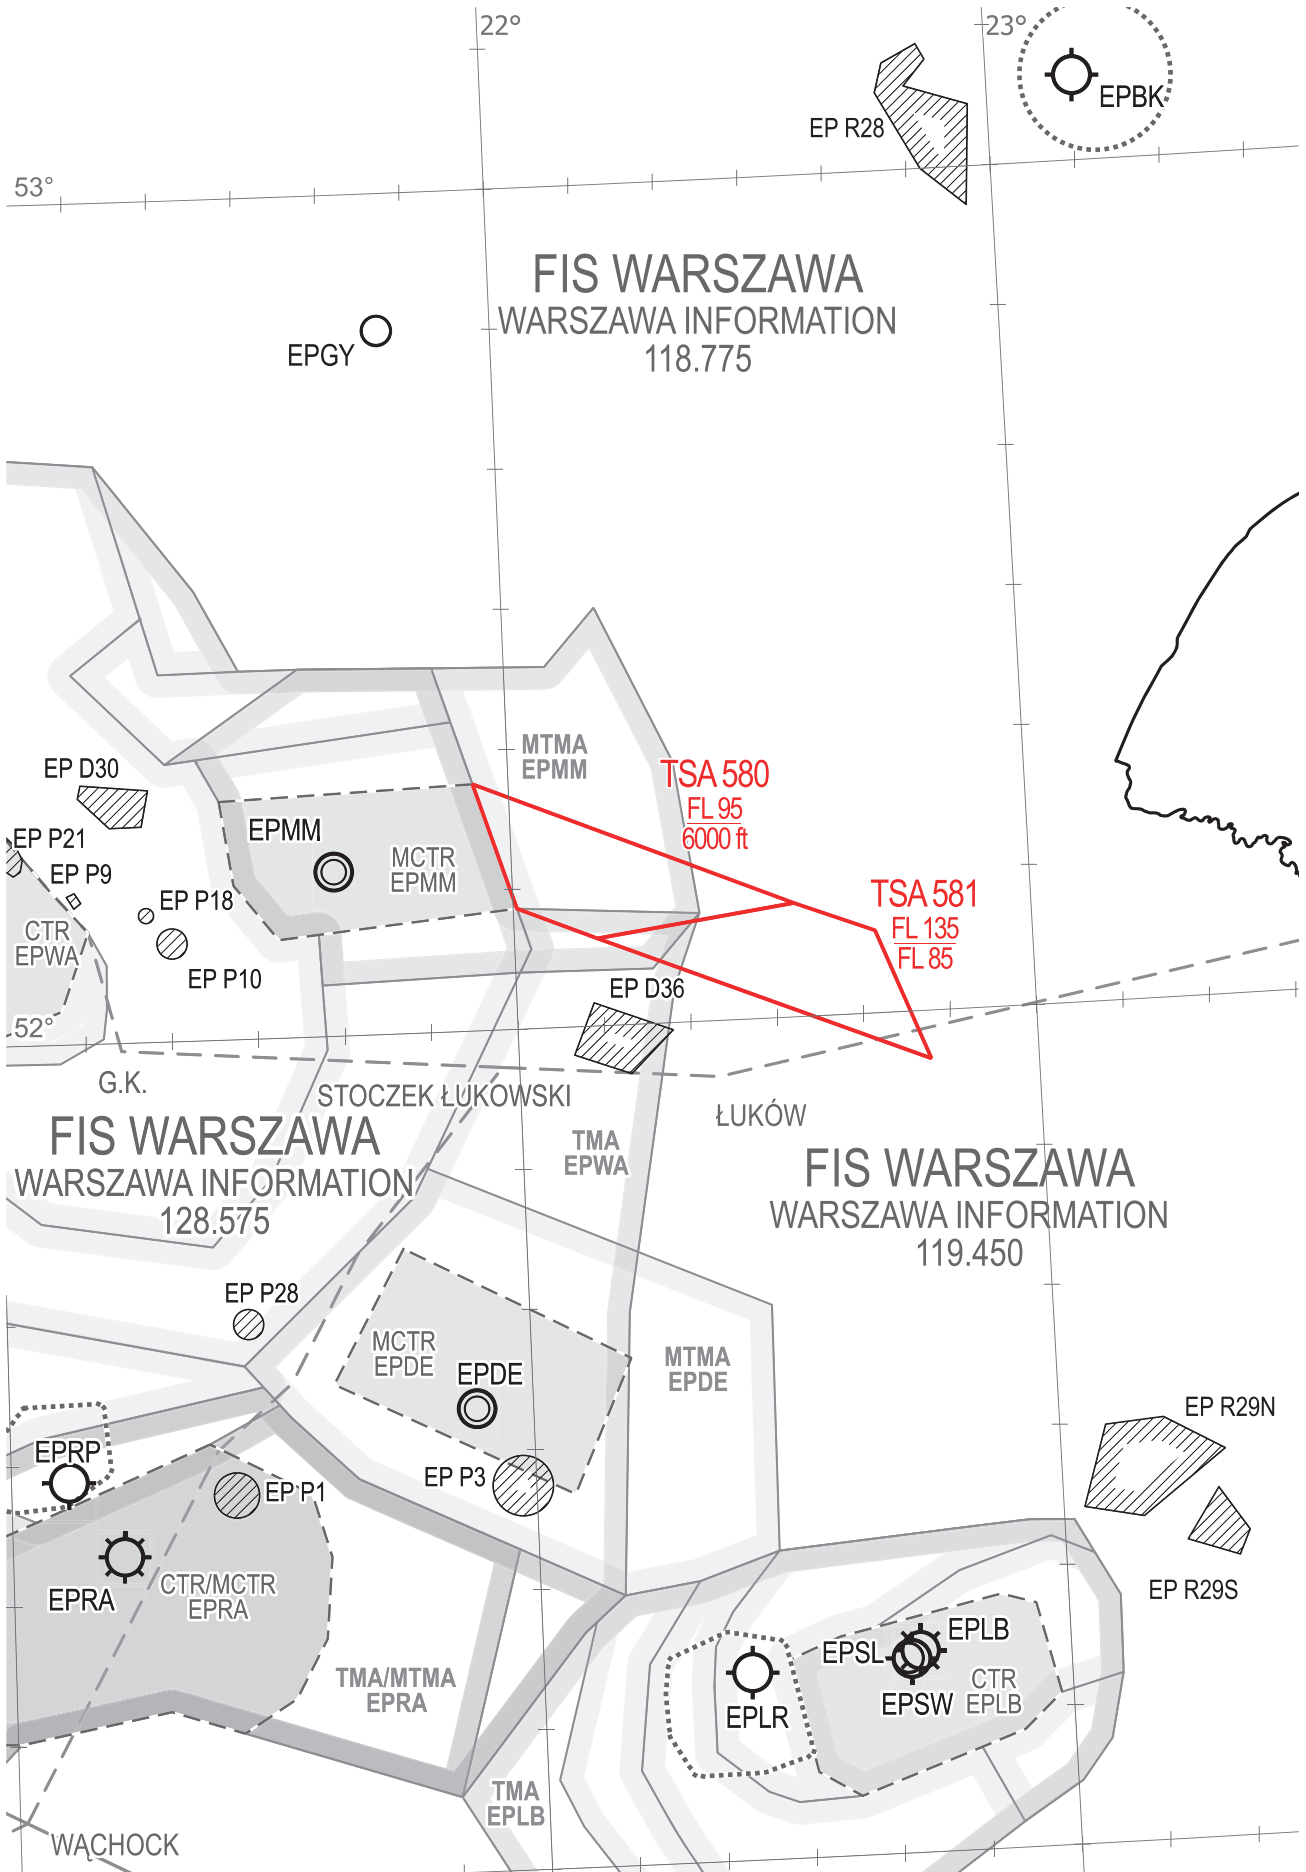 22°
23°
EPBK
EP R28
53°
FIS WARSZAWA
WARSZAWA INFORMATION
118.775
EPGY
MTMA
EPMM
EP D30
TSA 580
FL 95
6000 ft
EPMM
EP P21
MCTR
EPMM
EP P9
TSA 581
FL 135
FL 85
EP P18
CTR
EPWA
EP P10
EP D36
52°
G.K.
STOCZEK ŁUKOWSKI
ŁUKÓW
FIS WARSZAWA
WARSZAWA INFORMATION
128.575
TMA
EPWA
FIS WARSZAWA
WARSZAWA INFORMATION
119.450
EP P28
MCTR
EPDE
EPDE
MTMA
EPDE
EP R29N
EPRP
EP P1
EP P3
EPRA
CTR/MCTR
EPRA
EP R29S
EPLB
EPSL
TMA/MTMA
EPRA
CTR
EPLB
EPSW
EPLR
TMA
EPLB
WĄCHOCK